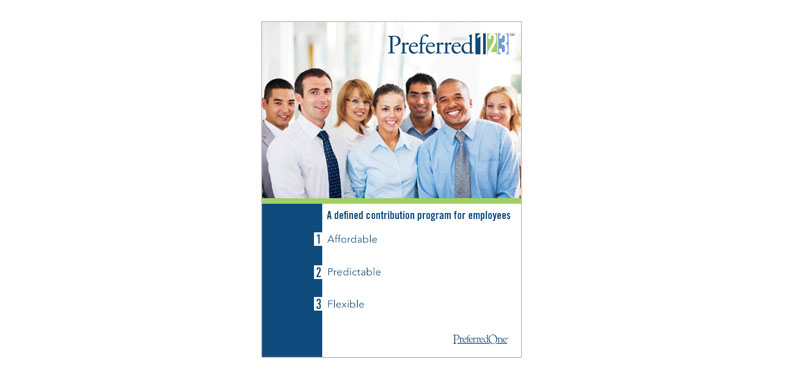 Preferred123™
A defined contribution program for employees
1 Affordable
2 Predictable
3 Flexible
PreferredOne